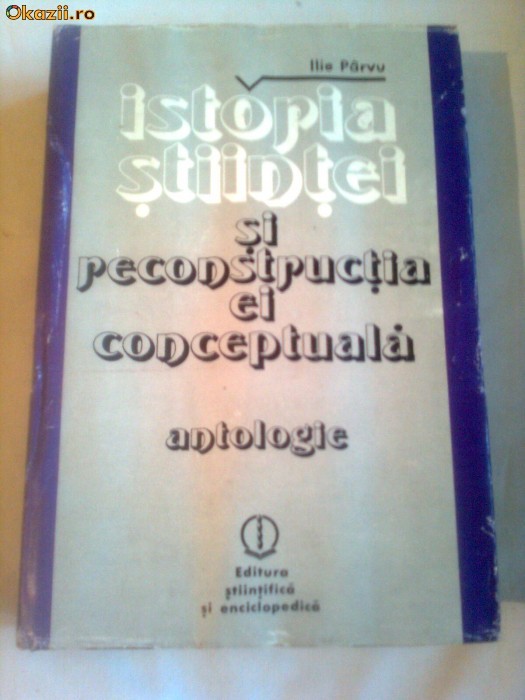 Okazii.ro
Ilie Pârvu
istoria
științei
și
reconstrucția
ei
conceptuală
antologie
Editura
științifică
și enciclopedică